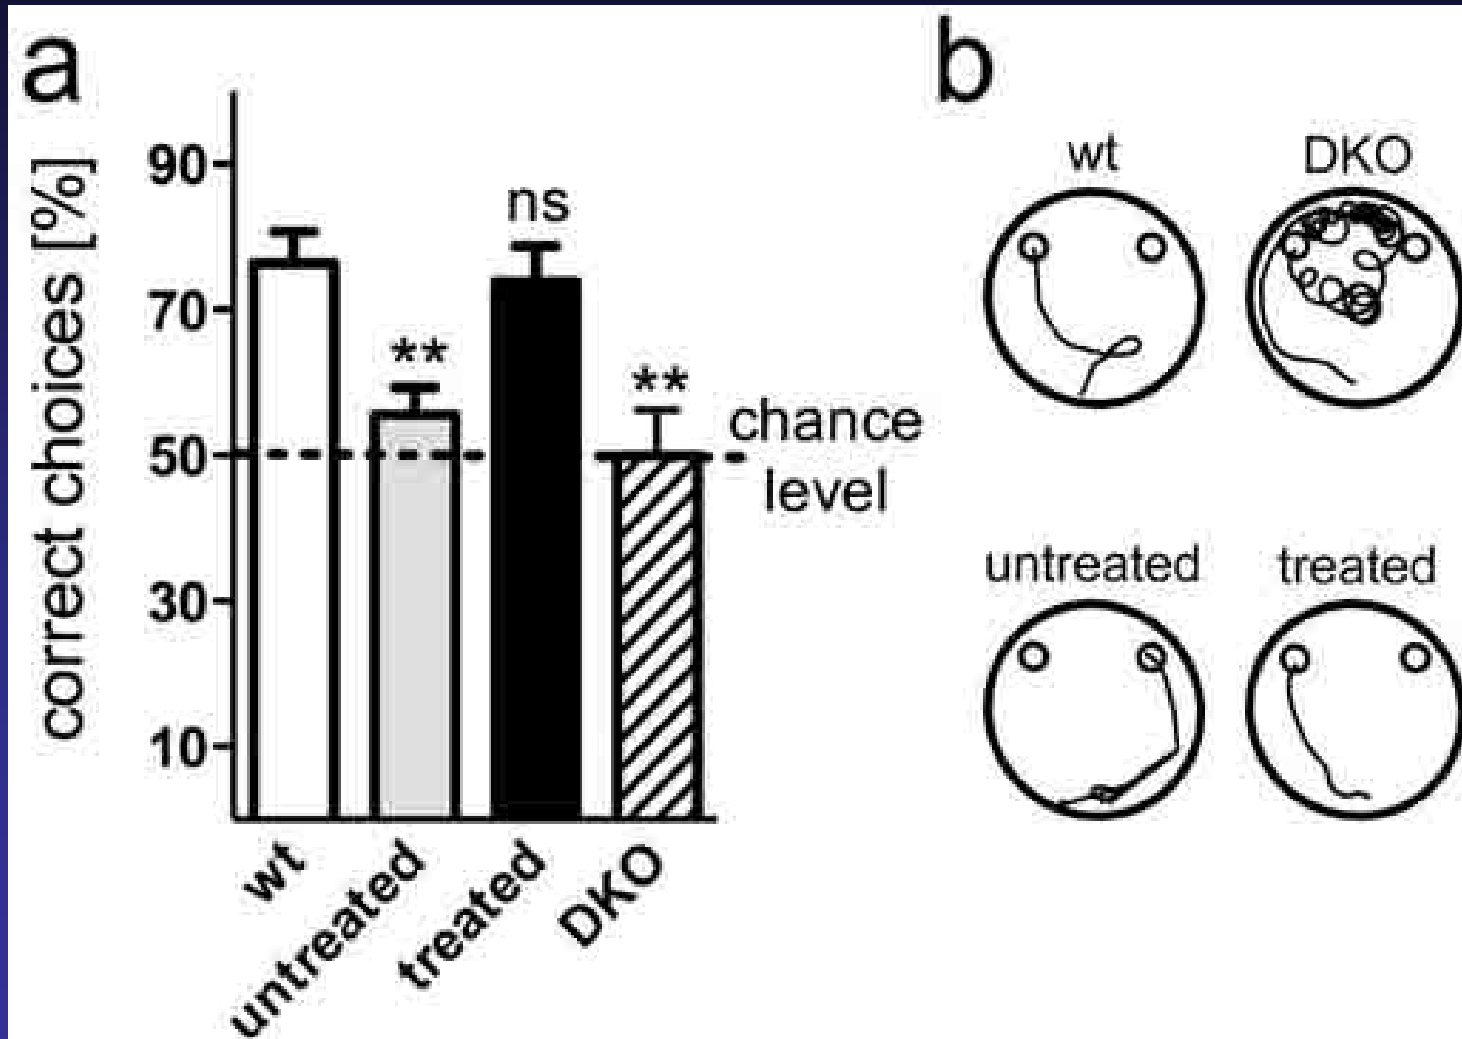 a
correct choices [%]
90
70
50
30
10
**
ns
**
chance
level
wt
untreated
treated
DKO
b
wt
DKO
untreated
treated